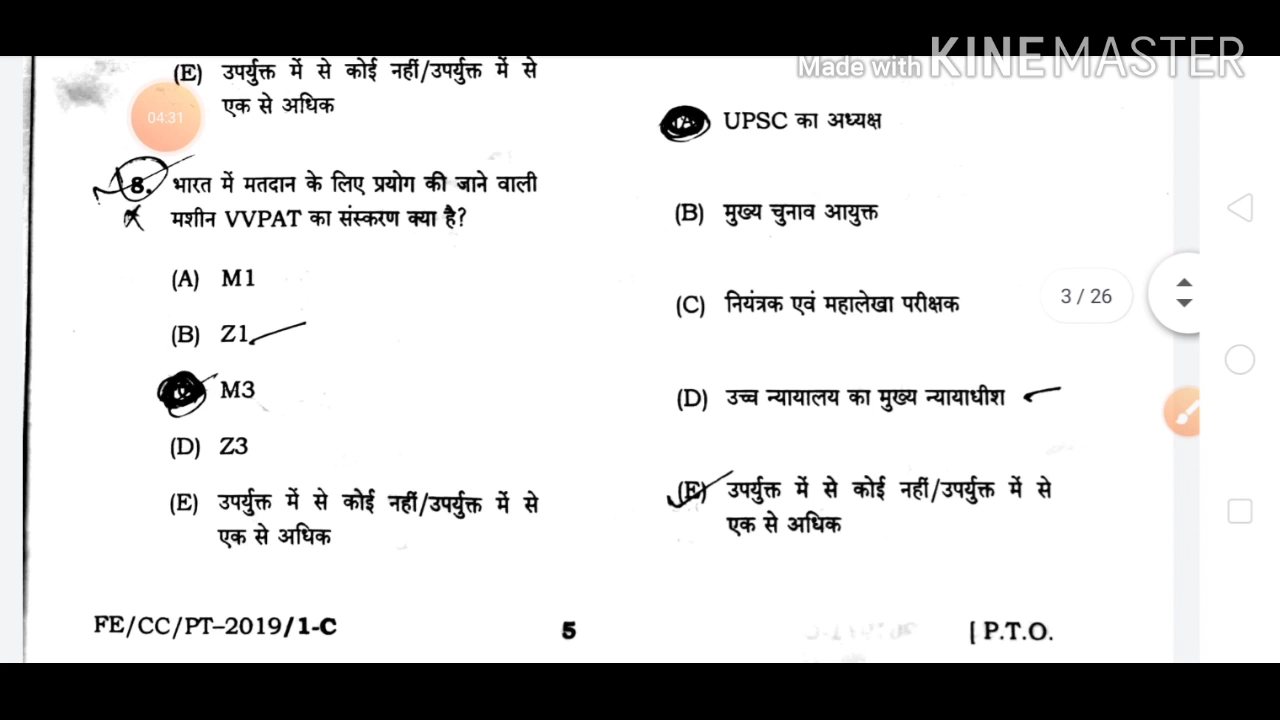 Made with KINEMASTER
04:31
(E) उपर्युक्त में से कोई नहीं/उपर्युक्त में से
एक से अधिक
8. भारत में मतदान के लिए प्रयोग की जाने वाली
मशीन VVPAT का संस्करण क्या है?
(A) M1
(B) Z1
M3
(D) Z3
(E) उपर्युक्त में से कोई नहीं/उपर्युक्त में से
एक से अधिक
(A) UPSC का अध्यक्ष
(B) मुख्य चुनाव आयुक्त
(C) नियंत्रक एवं महालेखा परीक्षक
(D) उच्च न्यायालय का मुख्य न्यायाधीश
(E) उपर्युक्त में से कोई नहीं/उपर्युक्त में से
एक से अधिक
3 / 26
FE/CC/PT–2019/1-C
5
[ P.T.O.